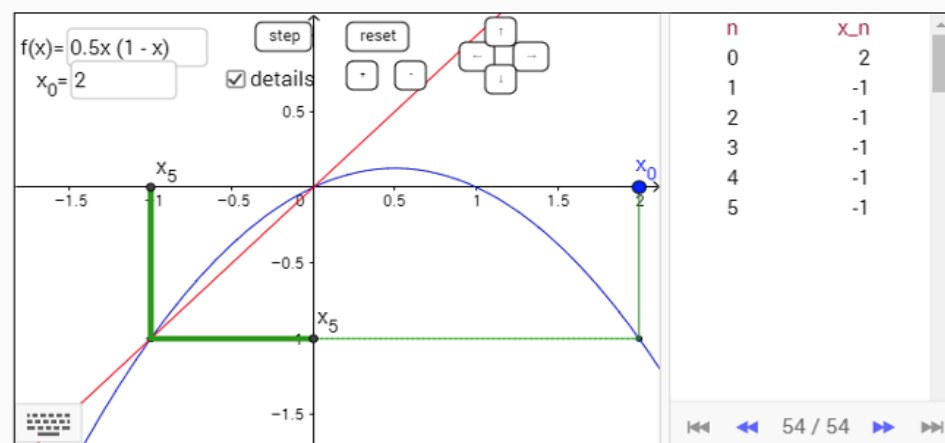 f(x)= 0.5x (1 - x)
step
reset
↑
← →
↓
x0= 2
details
+
-
0.5
x5
x0
−1.5 −1 −0.5 0 0.5 1 2
−0.5
x5
−1
−1.5
n x_n
0 2
1 -1
2 -1
3 -1
4 -1
5 -1
54 / 54